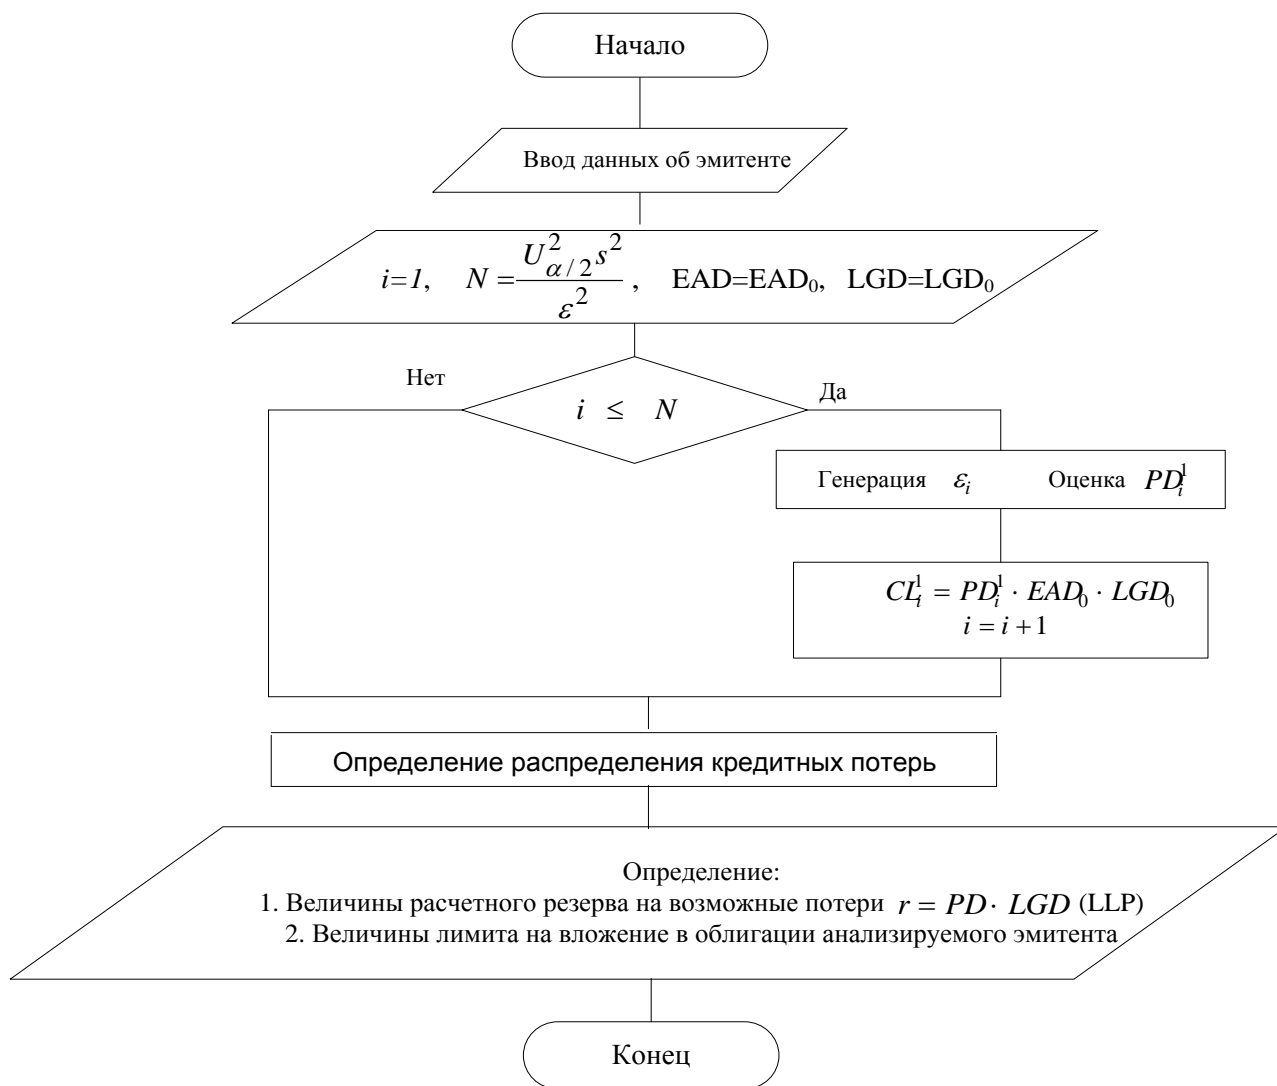 Начало
Ввод данных об эмитенте
i=1, N = U²_{α/2} s² / ε² , EAD=EAD₀, LGD=LGD₀
Нет
Да
i ≤ N
Генерация εᵢ Оценка PD¹ᵢ
CL¹ᵢ = PD¹ᵢ · EAD₀ · LGD₀
i = i + 1
Определение распределения кредитных потерь
Определение:
1. Величины расчетного резерва на возможные потери r = PD · LGD (LLP)
2. Величины лимита на вложение в облигации анализируемого эмитента
Конец